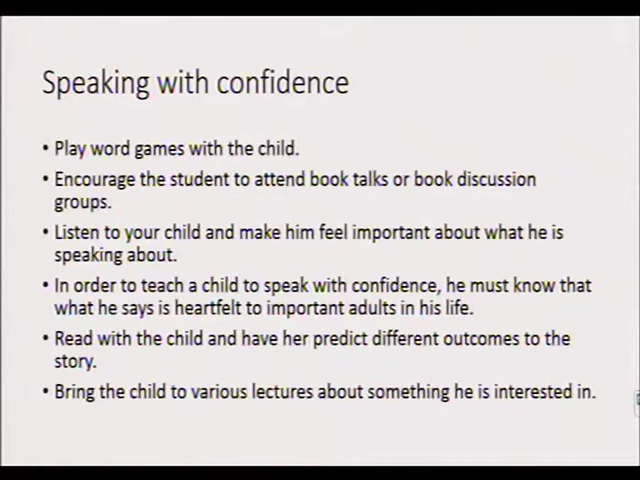 Speaking with confidence
• Play word games with the child.
• Encourage the student to attend book talks or book discussion
groups.
• Listen to your child and make him feel important about what he is
speaking about.
• In order to teach a child to speak with confidence, he must know that
what he says is heartfelt to important adults in his life.
• Read with the child and have her predict different outcomes to the
story.
• Bring the child to various lectures about something he is interested in.